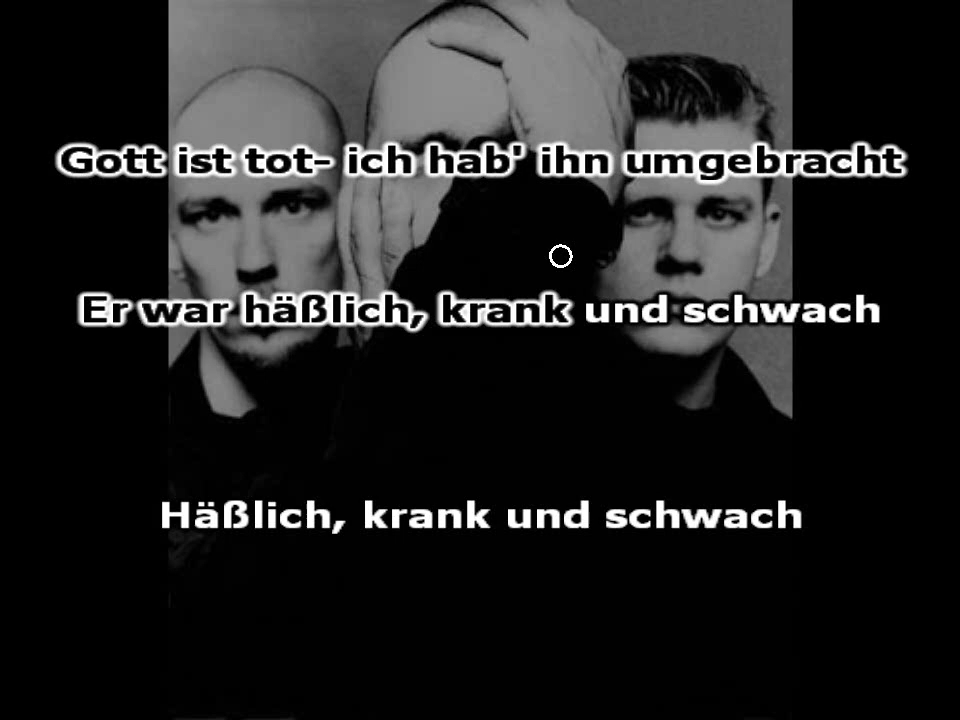 Gott ist tot- ich hab' ihn umgebracht
Er war häßlich, krank und schwach
Häßlich, krank und schwach